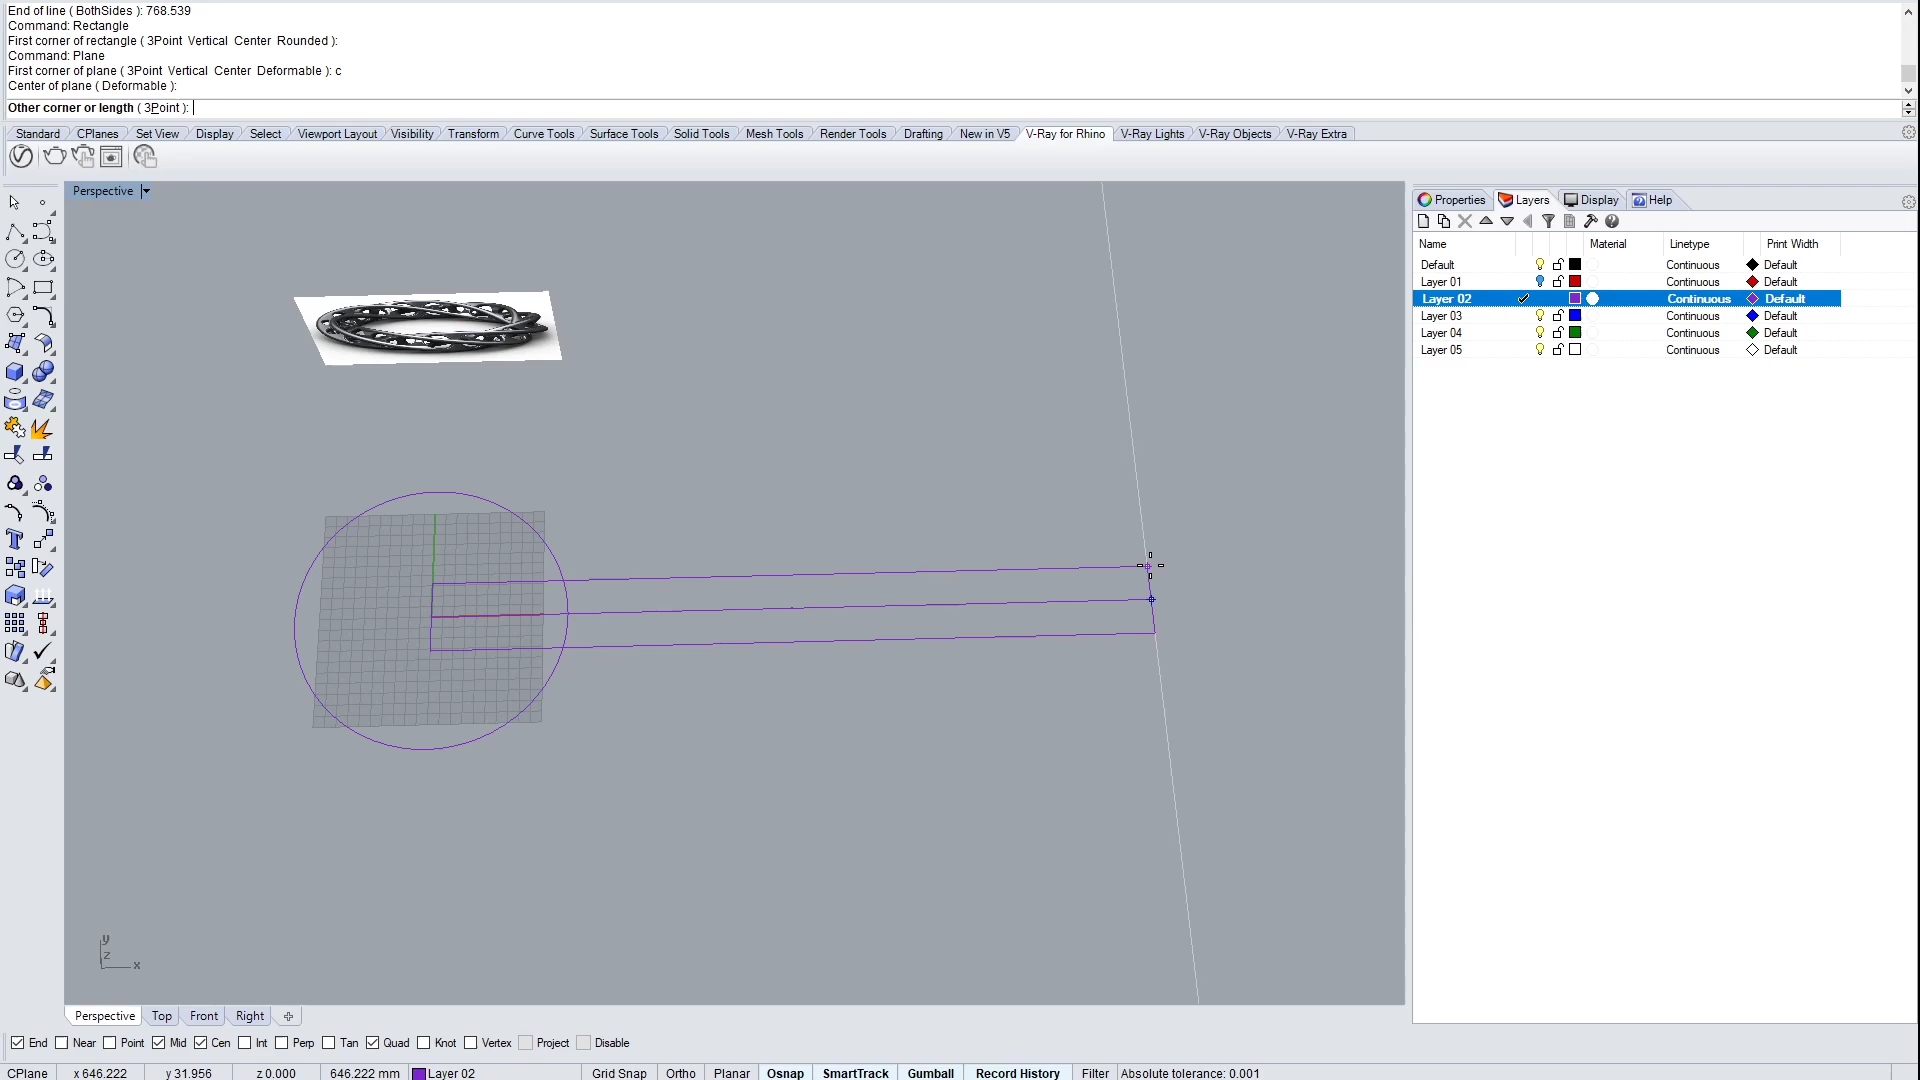 End of line ( BothSides ): 768.539
Command: Rectangle
First corner of rectangle ( 3Point  Vertical  Center  Rounded ):
Command: Plane
First corner of plane ( 3Point  Vertical  Center  Deformable ): c
Center of plane ( Deformable ):
Other corner or length ( 3Point ):
Standard CPlanes Set View Display Select Viewport Layout Visibility Transform Curve Tools Surface Tools Solid Tools Mesh Tools Render Tools Drafting New in V5 V-Ray for Rhino V-Ray Lights V-Ray Objects V-Ray Extra
Perspective
Properties Layers Display Help
Name Material Linetype Print Width
Default Continuous Default
Layer 01 Continuous Default
Layer 02 Continuous Default
Layer 03 Continuous Default
Layer 04 Continuous Default
Layer 05 Continuous Default
y
z
x
Perspective Top Front Right
End Near Point Mid Cen Int Perp Tan Quad Knot Vertex Project Disable
CPlane x 646.222 y 31.956 z 0.000 646.222 mm Layer 02 Grid Snap Ortho Planar Osnap SmartTrack Gumball Record History Filter Absolute tolerance: 0.001